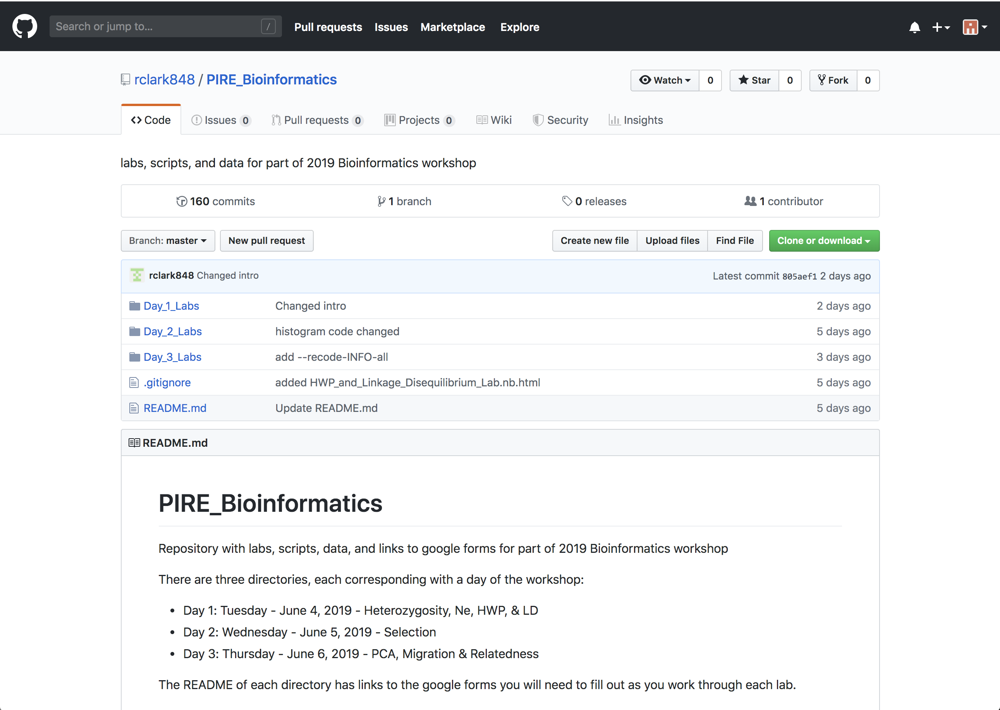 Search or jump to... / Pull requests Issues Marketplace Explore
rclark848 / PIRE_Bioinformatics Watch 0 Star 0 Fork 0
Code Issues 0 Pull requests 0 Projects 0 Wiki Security Insights
labs, scripts, and data for part of 2019 Bioinformatics workshop
160 commits 1 branch 0 releases 1 contributor
Branch: master New pull request Create new file Upload files Find File Clone or download
rclark848 Changed intro Latest commit 805aef1 2 days ago
Day_1_Labs Changed intro 2 days ago
Day_2_Labs histogram code changed 5 days ago
Day_3_Labs add --recode-INFO-all 3 days ago
.gitignore added HWP_and_Linkage_Disequilibrium_Lab.nb.html 5 days ago
README.md Update README.md 5 days ago
README.md
PIRE_Bioinformatics
Repository with labs, scripts, data, and links to google forms for part of 2019 Bioinformatics workshop
There are three directories, each corresponding with a day of the workshop:
• Day 1: Tuesday - June 4, 2019 - Heterozygosity, Ne, HWP, & LD
• Day 2: Wednesday - June 5, 2019 - Selection
• Day 3: Thursday - June 6, 2019 - PCA, Migration & Relatedness
The README of each directory has links to the google forms you will need to fill out as you work through each lab.